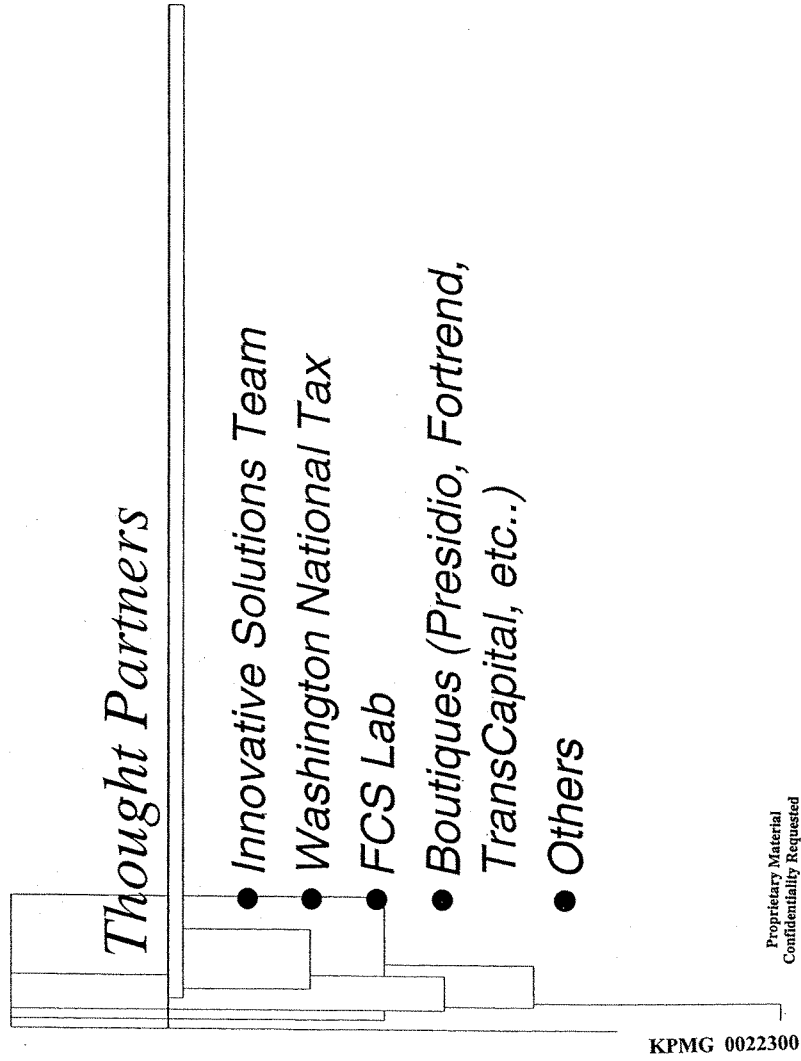 Thought Partners
● Innovative Solutions Team
● Washington National Tax
● FCS Lab
● Boutiques (Presidio, Fortrend,
TransCapital, etc..)
● Others
Proprietary Material
Confidentiality Requested
KPMG 0022300